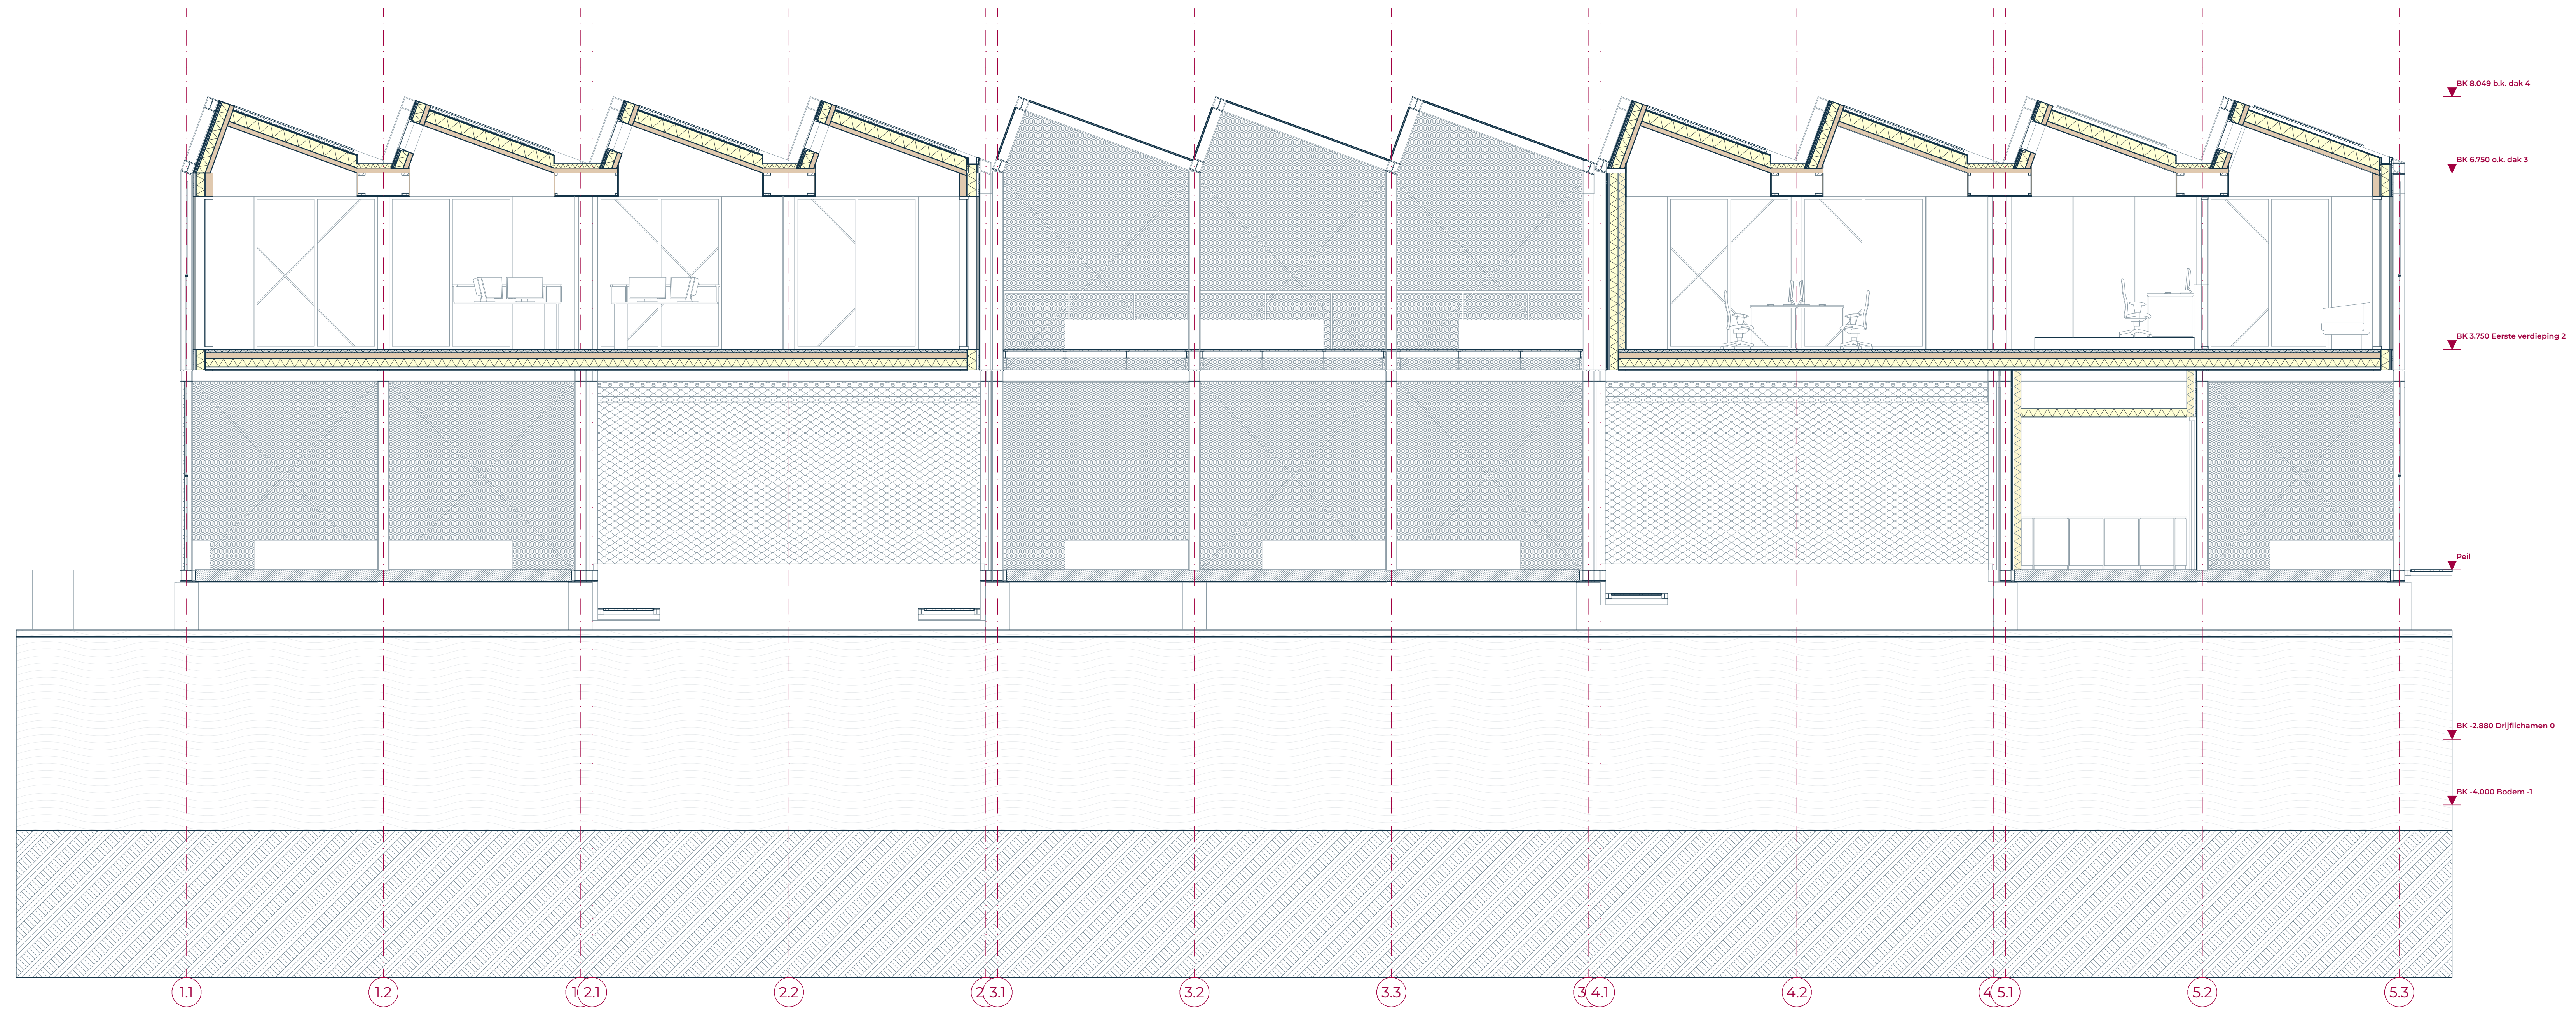 BK 8.049 b.k. dak 4
BK 6.750 o.k. dak 3
BK 3.750 Eerste verdieping 2
Peil
BK -2.880 Drijflichamen 0
BK -4.000 Bodem -1
1.1
1.2
2.1
2.2
3.1
3.2
3.3
4.1
4.2
5.1
5.2
5.3